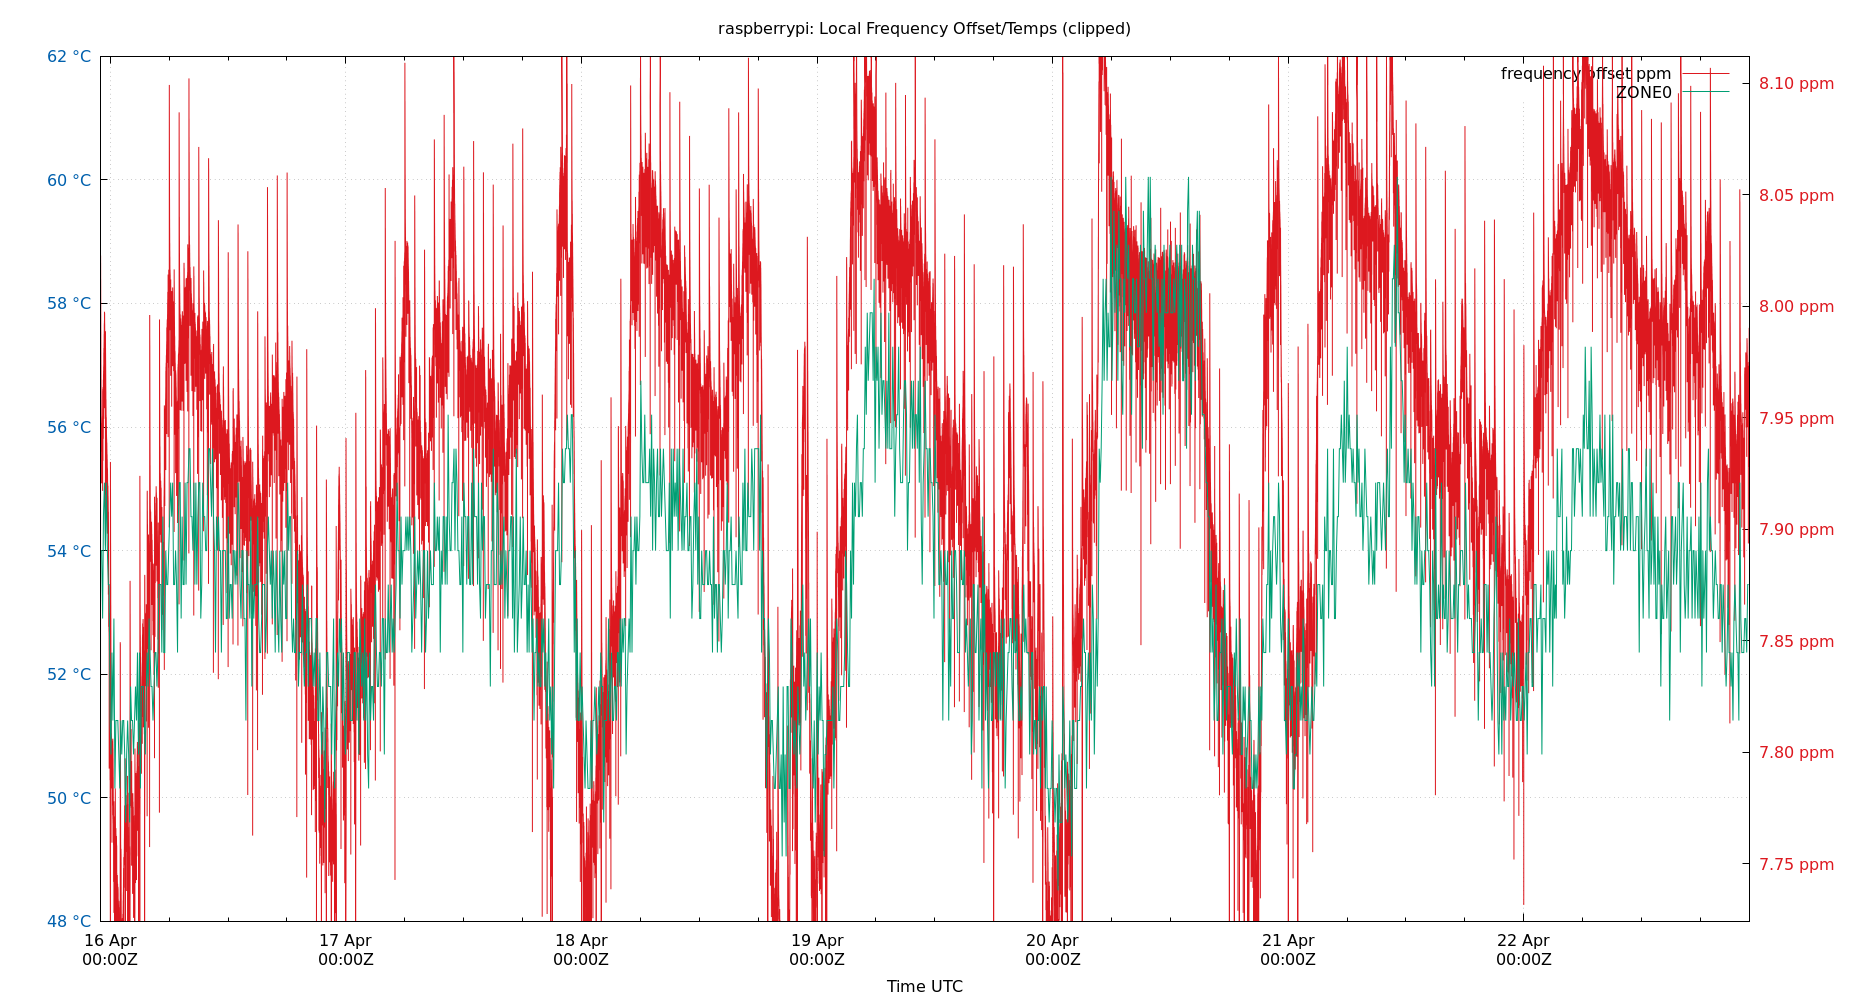 raspberrypi: Local Frequency Offset/Temps (clipped)
62 °C
60 °C
58 °C
56 °C
54 °C
52 °C
50 °C
48 °C
frequency offset ppm
ZONE0
8.10 ppm
8.05 ppm
8.00 ppm
7.95 ppm
7.90 ppm
7.85 ppm
7.80 ppm
7.75 ppm
16 Apr 17 Apr 18 Apr 19 Apr 20 Apr 21 Apr 22 Apr
00:00Z 00:00Z 00:00Z 00:00Z 00:00Z 00:00Z 00:00Z
Time UTC